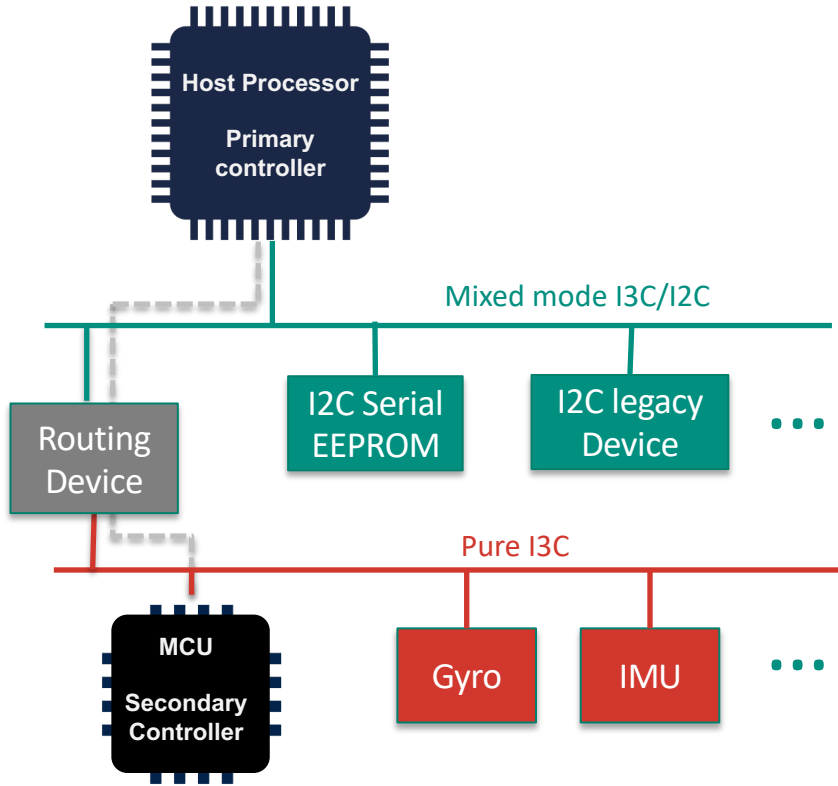 Host Processor
Primary
controller
Mixed mode I3C/I2C
I2C Serial
EEPROM
I2C legacy
Device
...
Routing
Device
Pure I3C
MCU
Secondary
Controller
Gyro
IMU
...